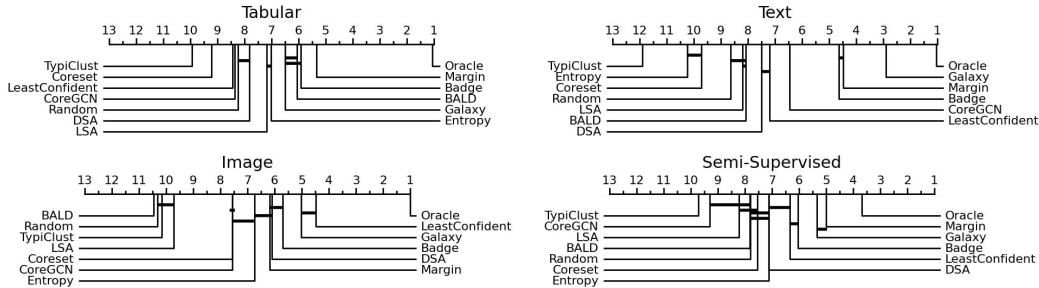 Tabular
13 12 11 10 9 8 7 6 5 4 3 2 1
TypiClust
Coreset
LeastConfident
CoreGCN
Random
DSA
LSA
Oracle
Margin
Badge
BALD
Galaxy
Entropy
Text
13 12 11 10 9 8 7 6 5 4 3 2 1
TypiClust
Entropy
Coreset
Random
LSA
BALD
DSA
Oracle
Galaxy
Margin
Badge
CoreGCN
LeastConfident
Image
13 12 11 10 9 8 7 6 5 4 3 2 1
BALD
Random
TypiClust
LSA
Coreset
CoreGCN
Entropy
Oracle
LeastConfident
Galaxy
Badge
DSA
Margin
Semi-Supervised
13 12 11 10 9 8 7 6 5 4 3 2 1
TypiClust
CoreGCN
LSA
BALD
Random
Coreset
Entropy
Oracle
Margin
Galaxy
Badge
LeastConfident
DSA